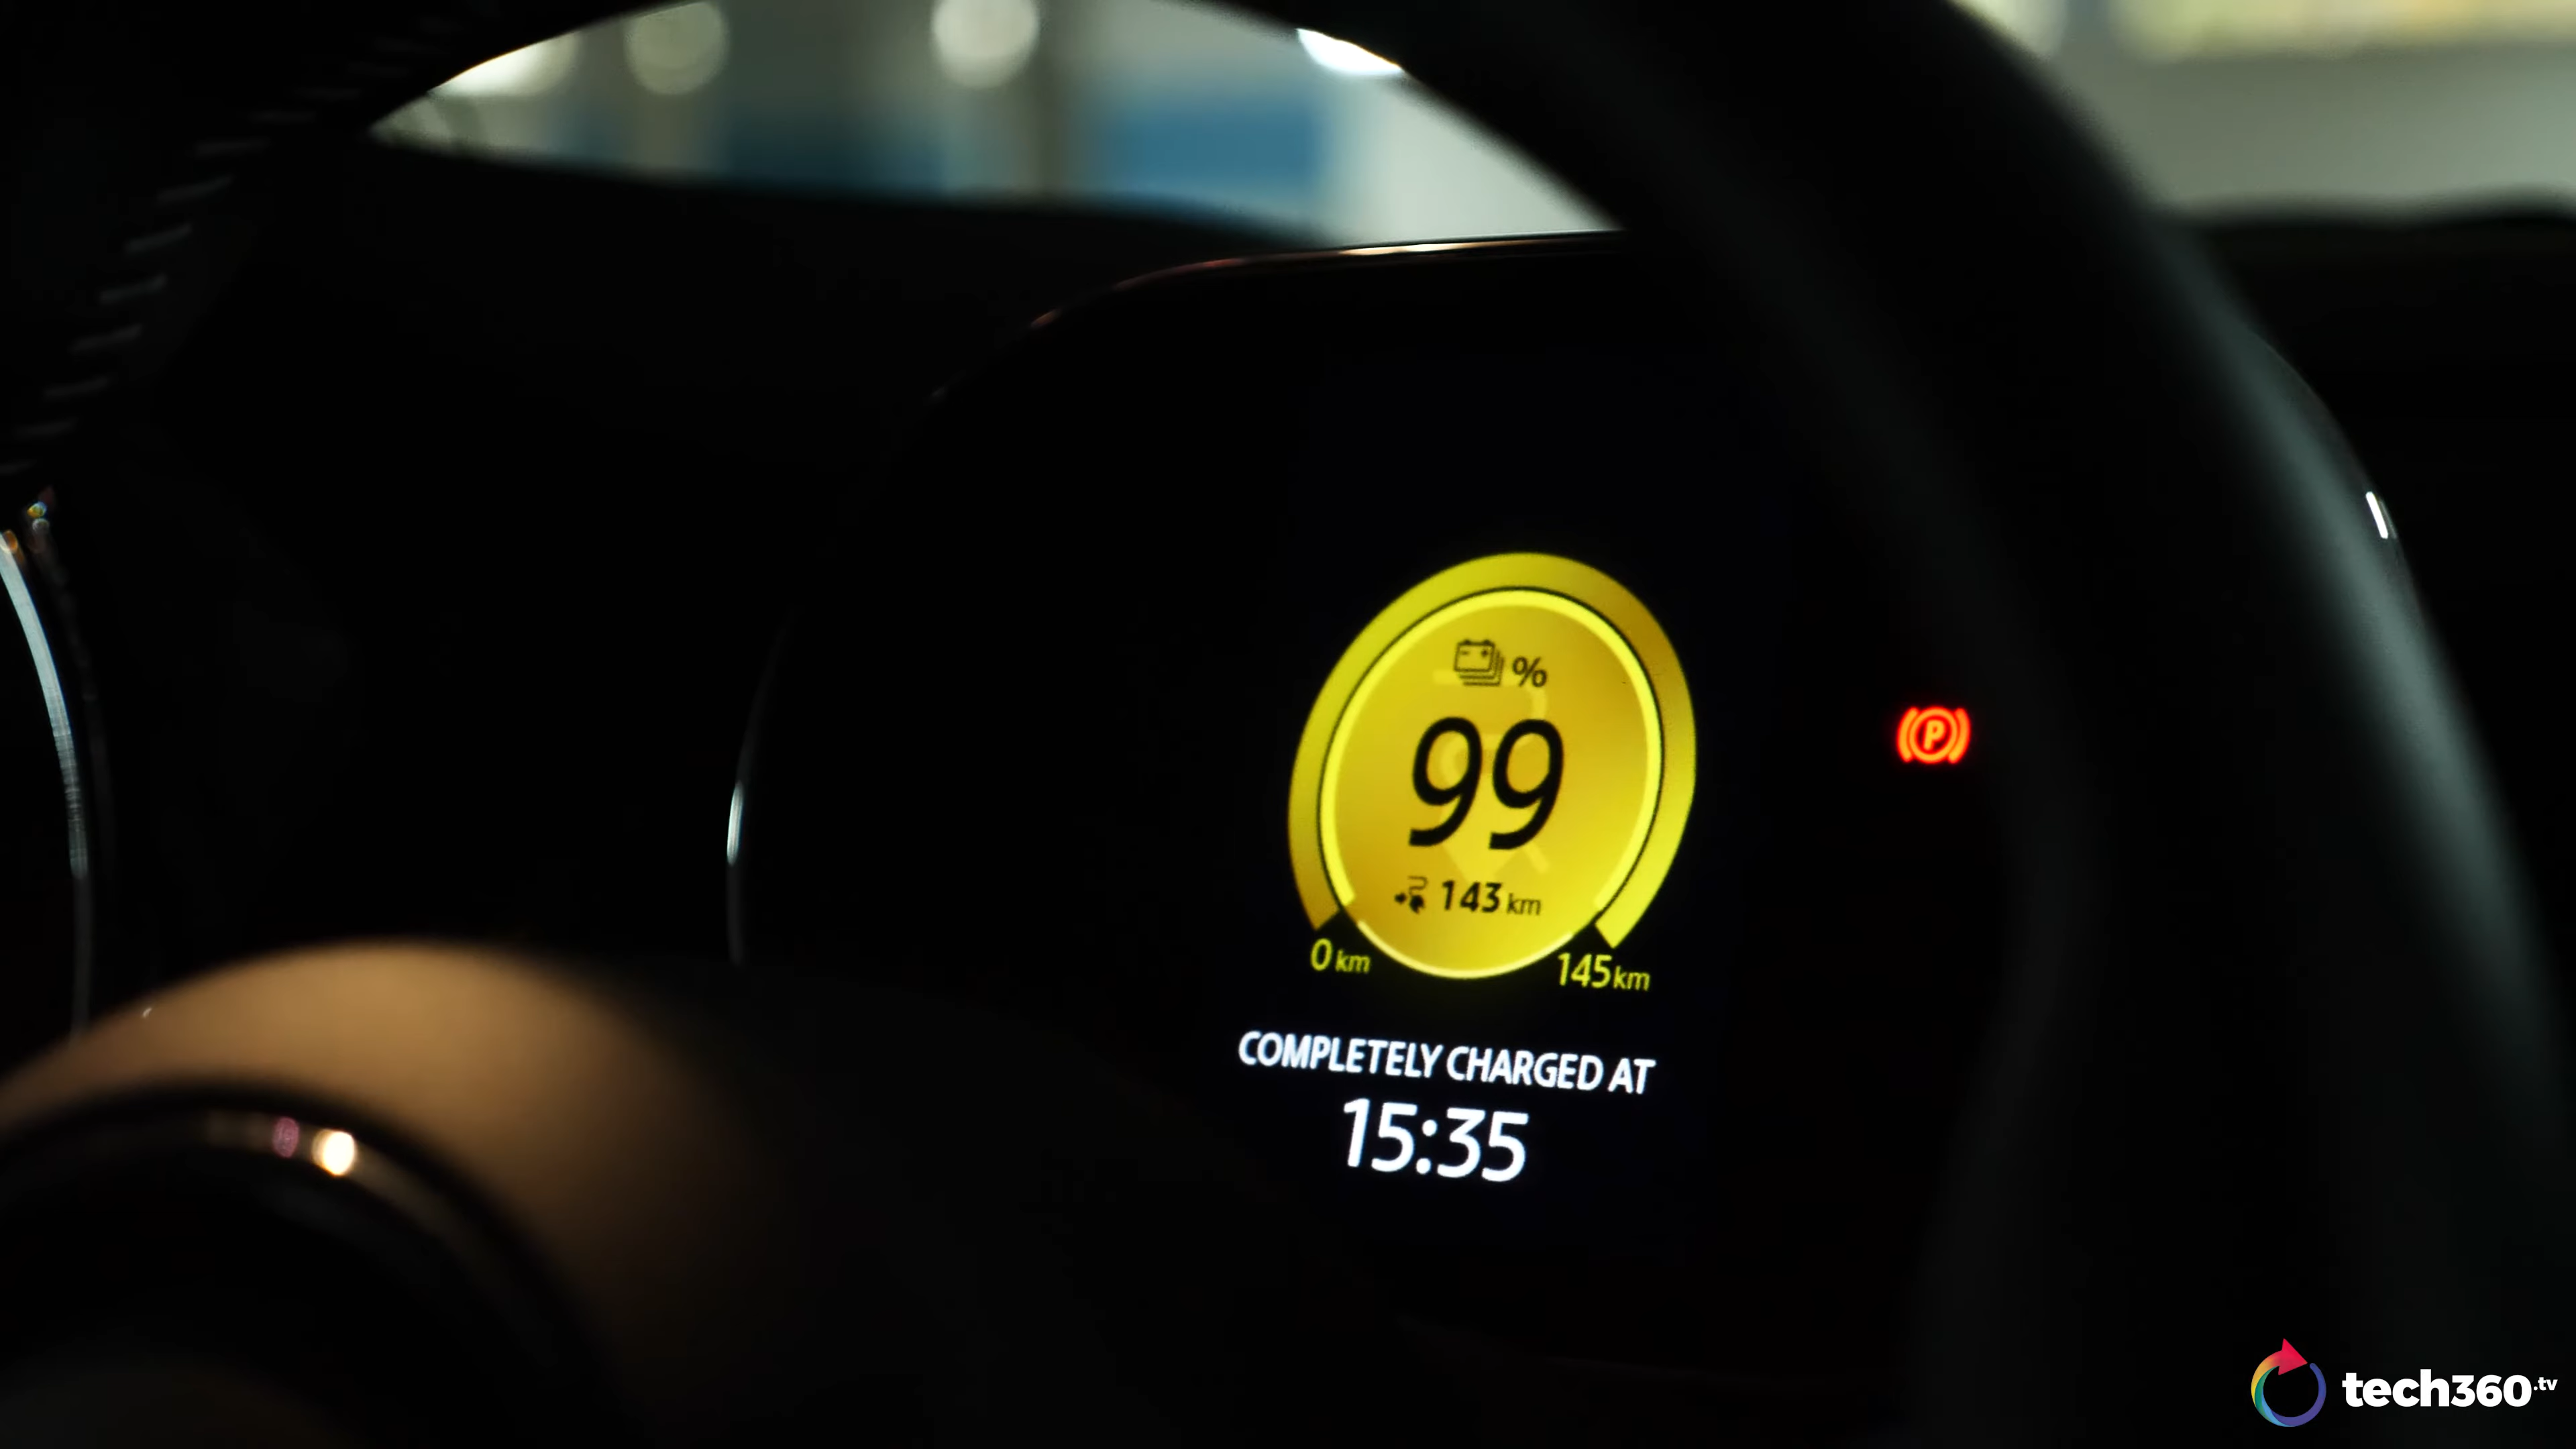 %
99
143 km
0 km
145 km
P
COMPLETELY CHARGED AT
15:35
tech360.tv